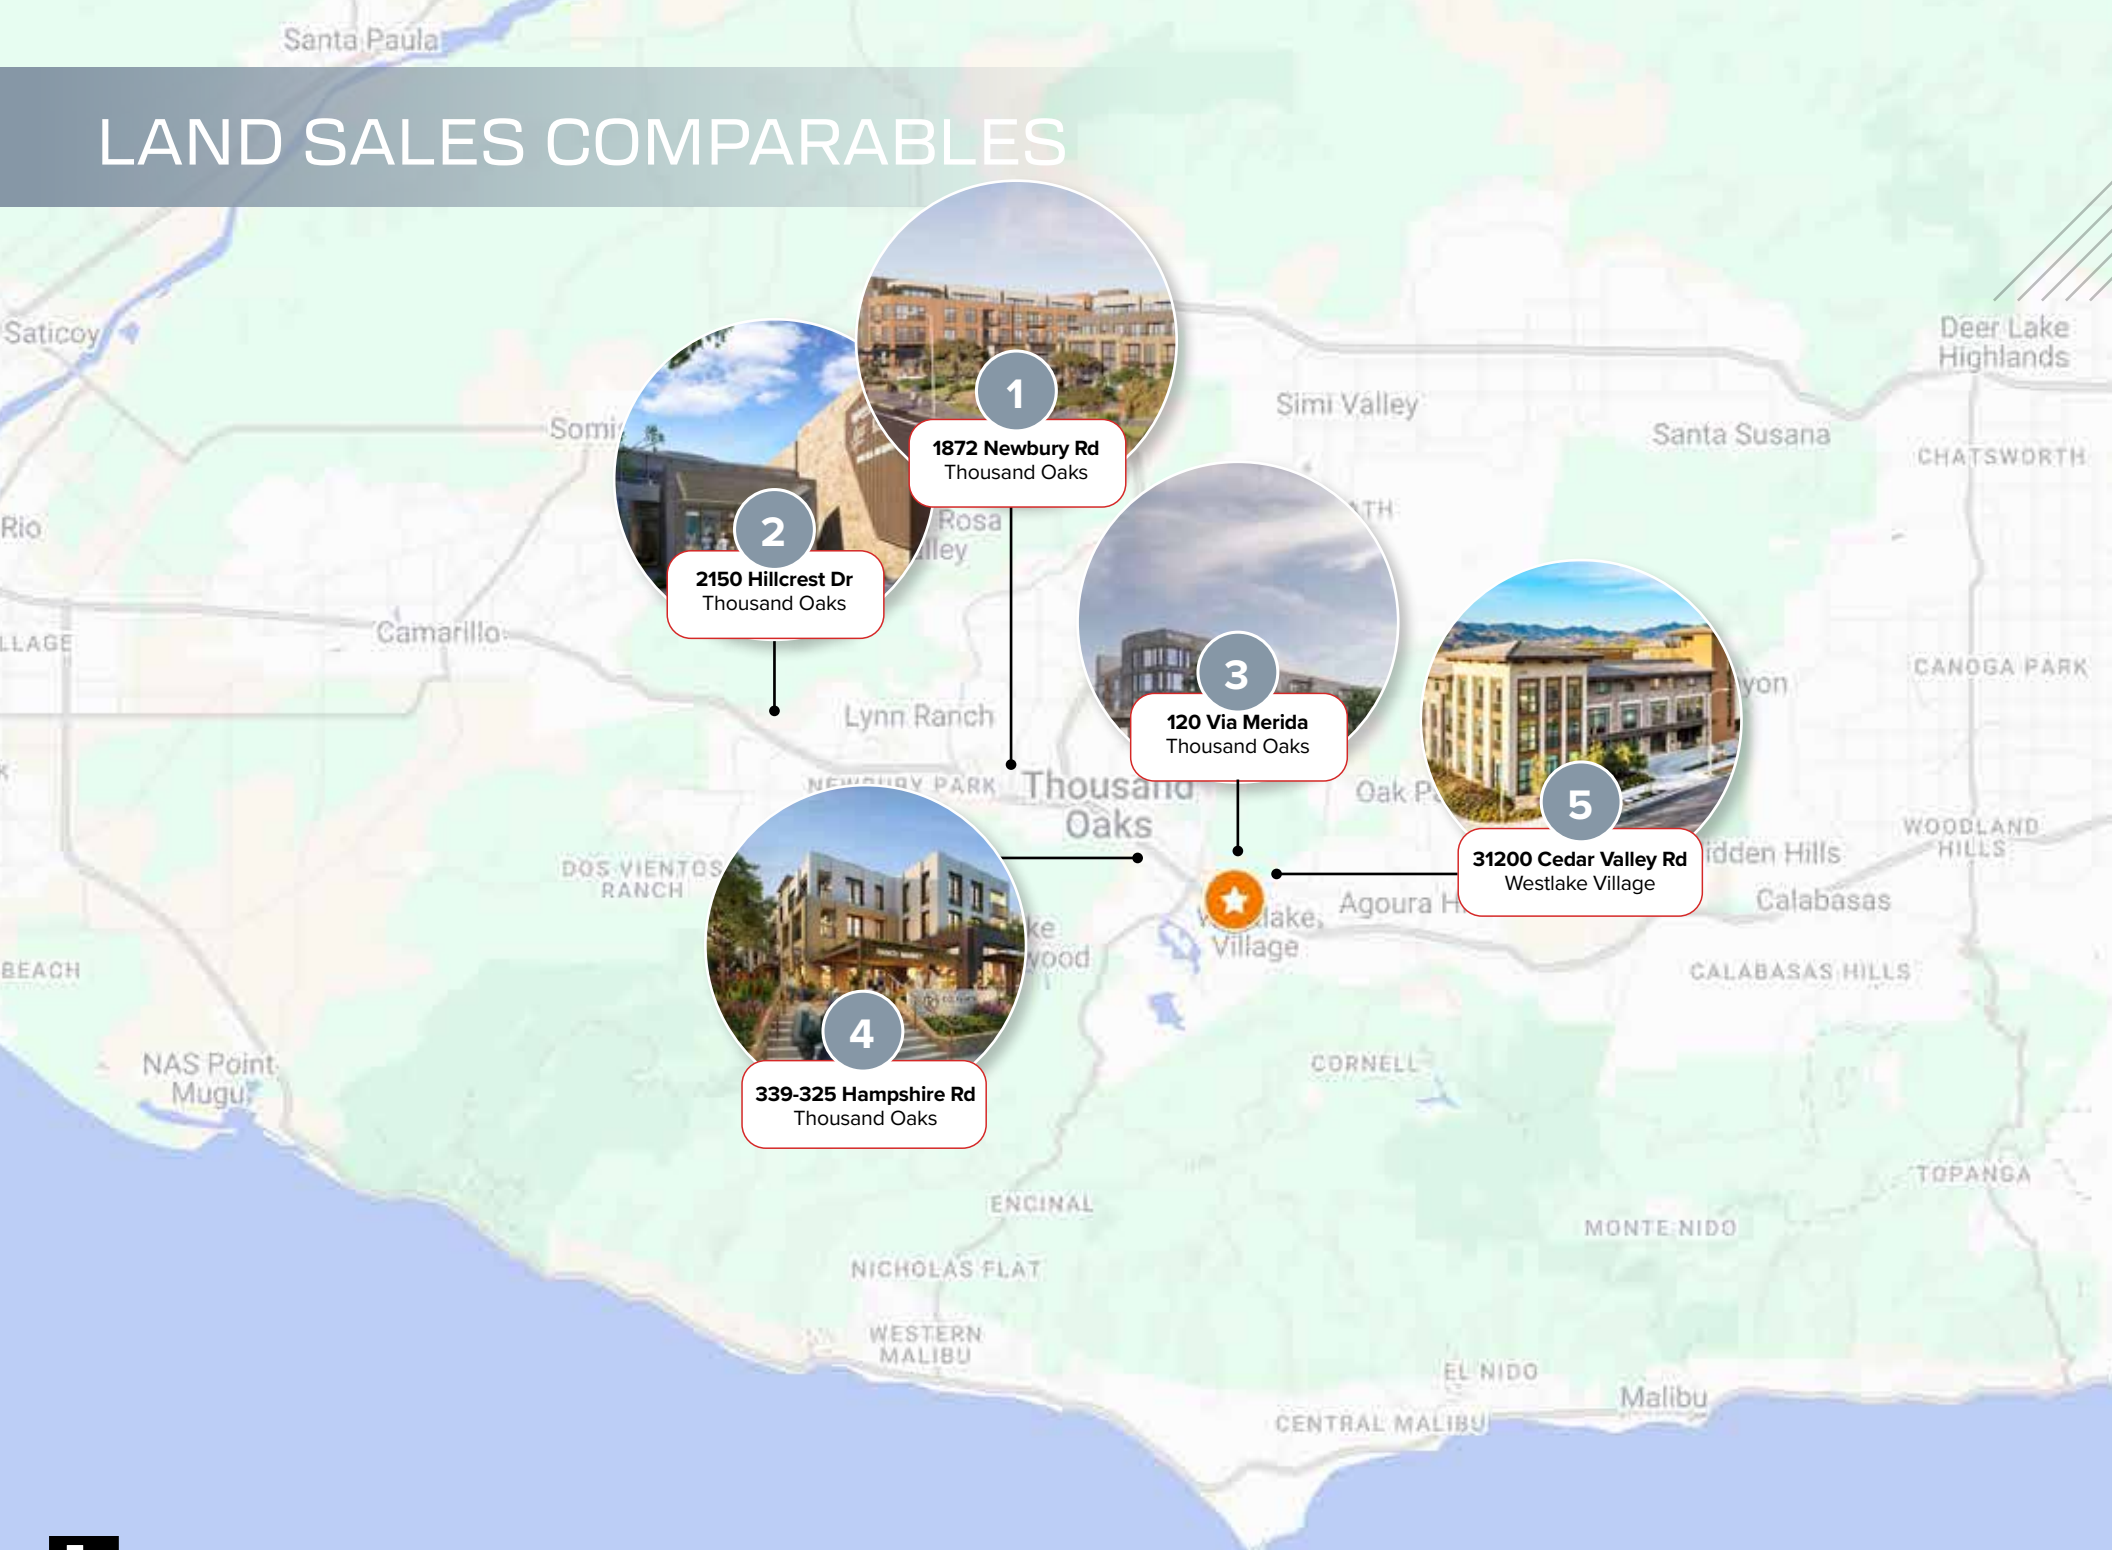 Santa Paula
LAND SALES COMPARABLES
Saticoy
Deer Lake
Highlands
Simi Valley
Santa Susana
CHATSWORTH
1
1872 Newbury Rd
Thousand Oaks
2
2150 Hillcrest Dr
Thousand Oaks
Rio
Rosa
Camarillo
CANOGA PARK
Lynn Ranch
3
120 Via Merida
Thousand Oaks
NEWBURY PARK
Thousand
Oaks
5
31200 Cedar Valley Rd
Westlake Village
WOODLAND
HILLS
DOS VIENTOS
RANCH
Calabasas
Village
BEACH
CALABASAS HILLS
4
339-325 Hampshire Rd
Thousand Oaks
NAS Point
Mugu
CORNELL
TOPANGA
ENCINAL
MONTE NIDO
NICHOLAS FLAT
WESTERN
MALIBU
EL NIDO
Malibu
CENTRAL MALIBU